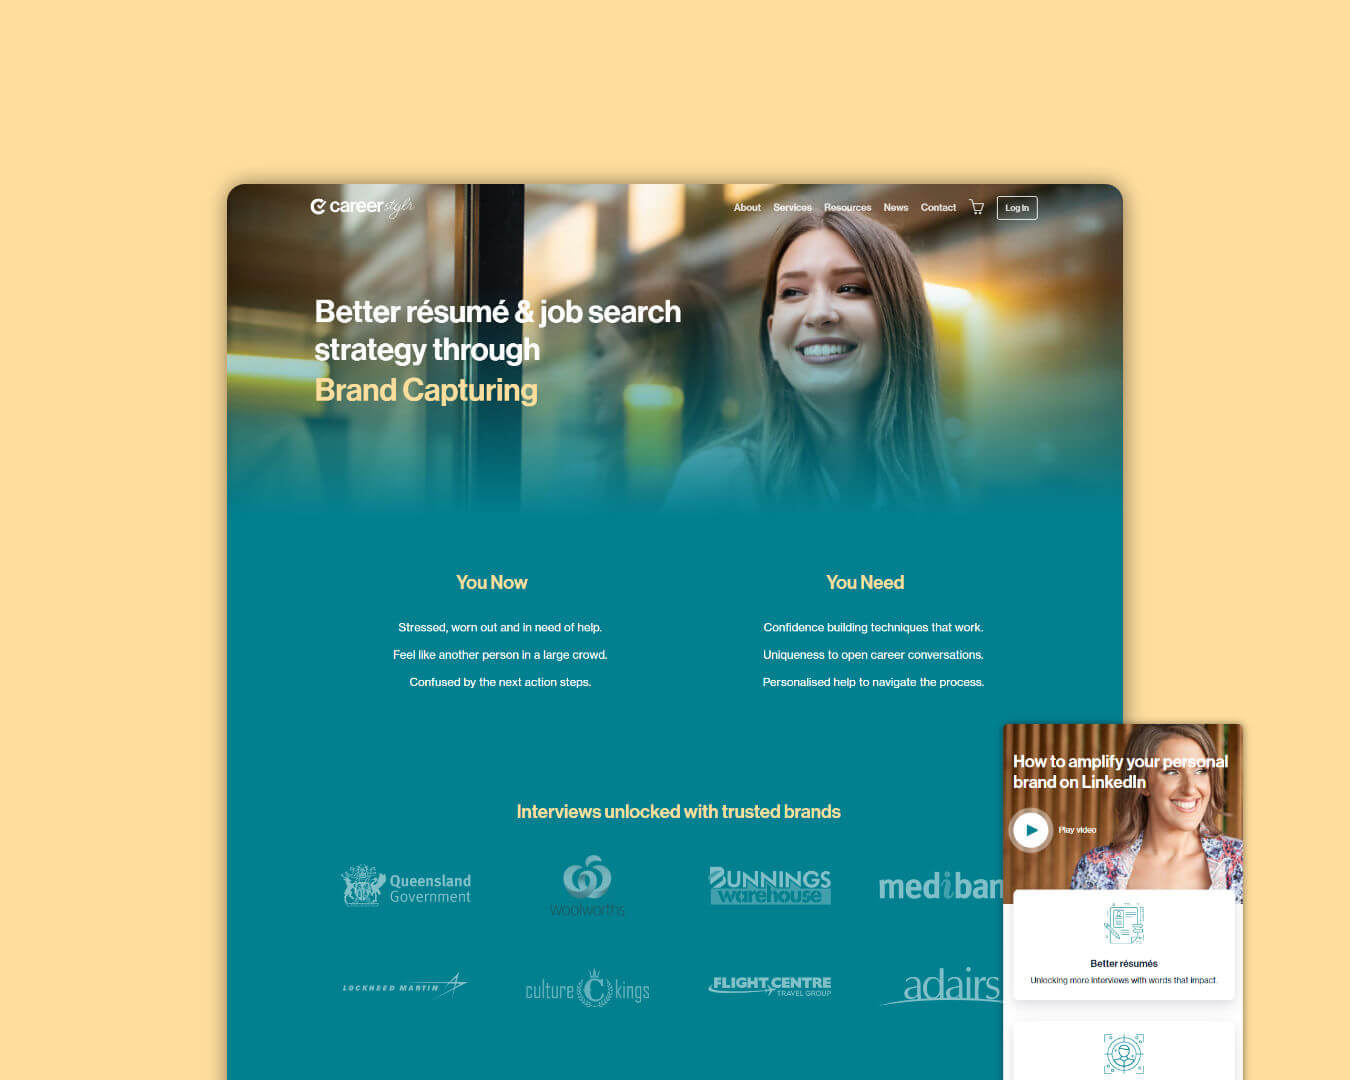 careerstylr
About Services Resources News Contact Log In
Better résumé & job search
strategy through
Brand Capturing
You Now
Stressed, worn out and in need of help.
Feel like another person in a large crowd.
Confused by the next action steps.
You Need
Confidence building techniques that work.
Uniqueness to open career conversations.
Personalised help to navigate the process.
Interviews unlocked with trusted brands
Queensland
Government
woolworths
BUNNINGS
warehouse
mediban
LOCKHEED MARTIN
culture C kings
FLIGHT CENTRE
TRAVEL GROUP
adairs
How to amplify your personal
brand on LinkedIn
Play video
Better résumés
Unlocking more interviews with words that impact.